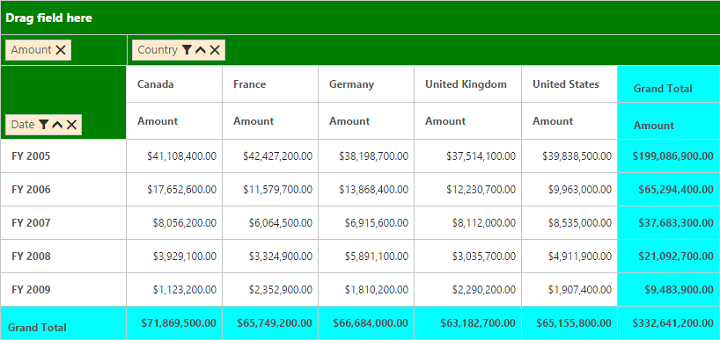 Drag field here
Amount Country
Canada France Germany United Kingdom United States Grand Total
Date Amount Amount Amount Amount Amount Amount
FY 2005 $41,108,400.00 $42,427,200.00 $38,198,700.00 $37,514,100.00 $39,838,500.00 $199,086,900.00
FY 2006 $17,652,600.00 $11,579,700.00 $13,868,400.00 $12,230,700.00 $9,963,000.00 $65,294,400.00
FY 2007 $8,056,200.00 $6,064,500.00 $6,915,600.00 $8,112,000.00 $8,535,000.00 $37,683,300.00
FY 2008 $3,929,100.00 $3,324,900.00 $5,891,100.00 $3,035,700.00 $4,911,900.00 $21,092,700.00
FY 2009 $1,123,200.00 $2,352,900.00 $1,810,200.00 $2,290,200.00 $1,907,400.00 $9,483,900.00
Grand Total $71,869,500.00 $65,749,200.00 $66,684,000.00 $63,182,700.00 $65,155,800.00 $332,641,200.00